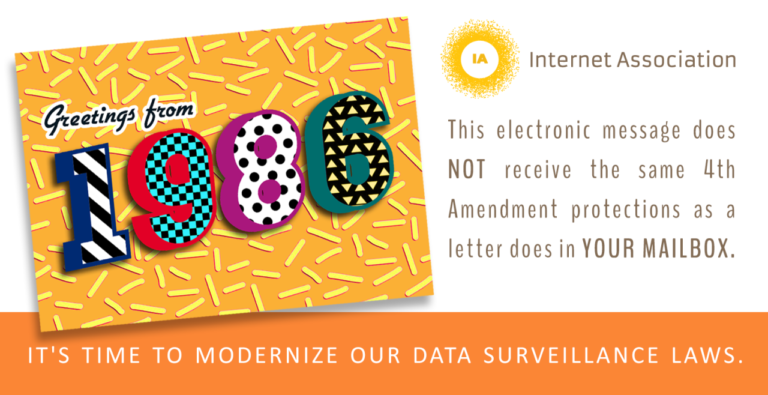 Greetings from
1986
IA
Internet Association
This electronic message does
NOT receive the same 4th
Amendment protections as a
letter does in YOUR MAILBOX.
IT'S TIME TO MODERNIZE OUR DATA SURVEILLANCE LAWS.